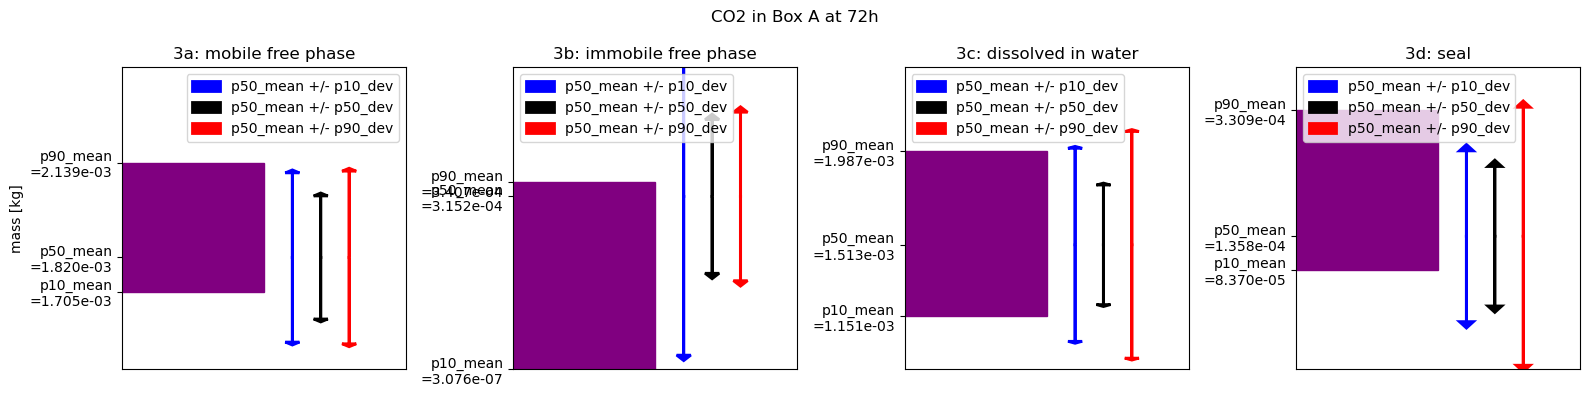 CO2 in Box A at 72h
3a: mobile free phase
p50_mean +/- p10_dev
p50_mean +/- p50_dev
p50_mean +/- p90_dev
mass [kg]
p90_mean
=2.139e-03
p50_mean
=1.820e-03
p10_mean
=1.705e-03
3b: immobile free phase
p50_mean +/- p10_dev
p50_mean +/- p50_dev
p50_mean +/- p90_dev
p90_mean
=3.407e-04
p50_mean
=3.152e-04
p10_mean
=3.076e-07
3c: dissolved in water
p50_mean +/- p10_dev
p50_mean +/- p50_dev
p50_mean +/- p90_dev
p90_mean
=1.987e-03
p50_mean
=1.513e-03
p10_mean
=1.151e-03
3d: seal
p50_mean +/- p10_dev
p50_mean +/- p50_dev
p50_mean +/- p90_dev
p90_mean
=3.309e-04
p50_mean
=1.358e-04
p10_mean
=8.370e-05